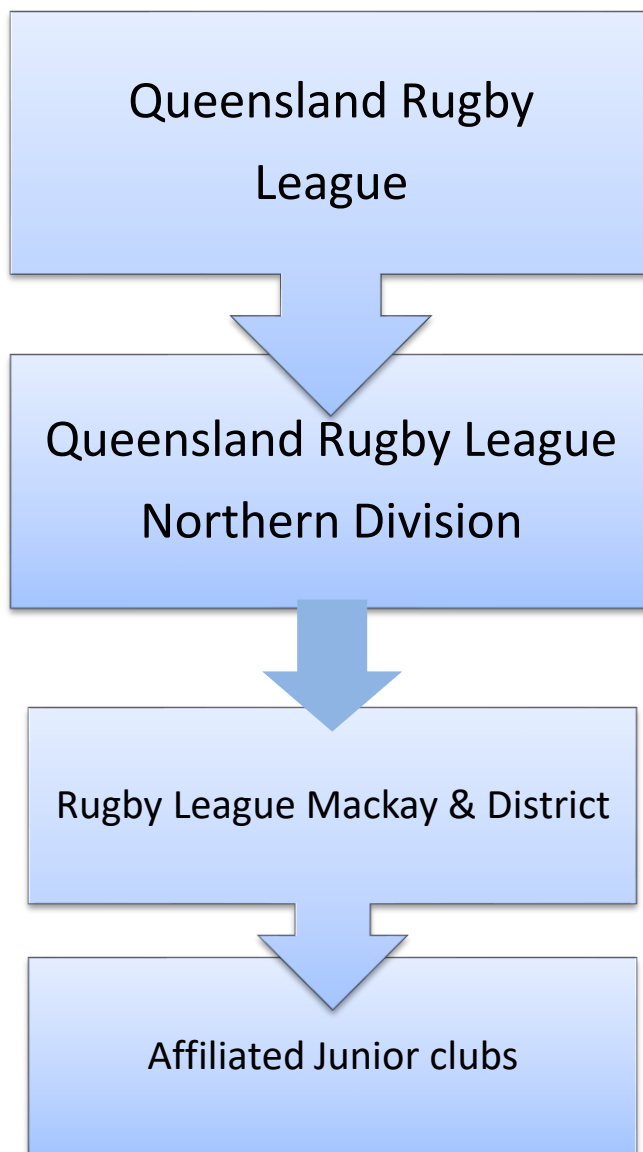 Queensland Rugby
League
Queensland Rugby League
Northern Division
Rugby League Mackay & District
Affiliated Junior clubs